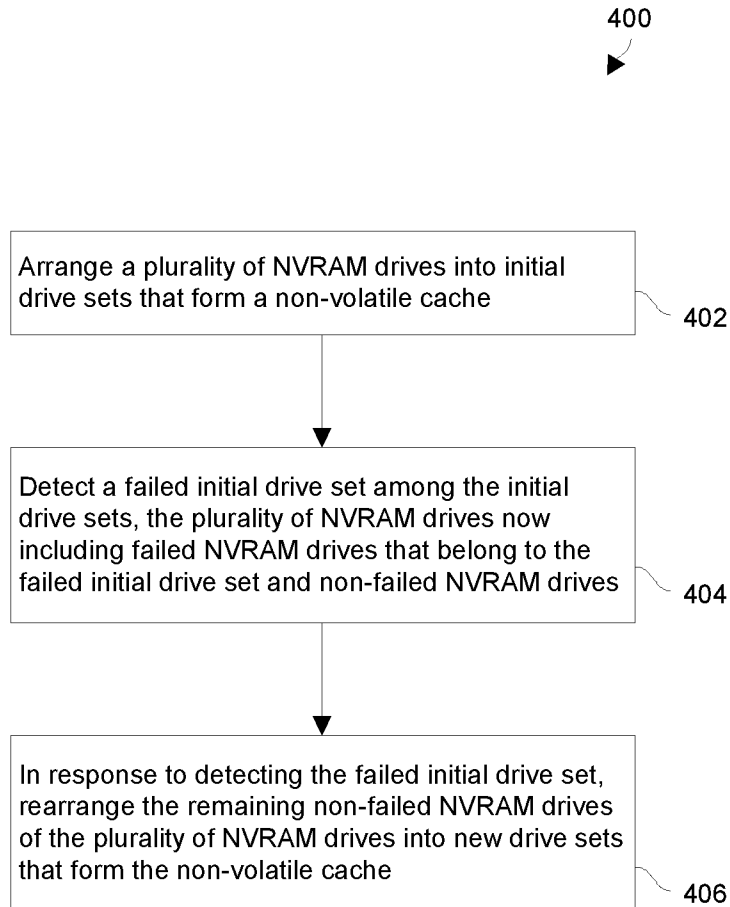 400
Arrange a plurality of NVRAM drives into initial
drive sets that form a non-volatile cache
402
Detect a failed initial drive set among the initial
drive sets, the plurality of NVRAM drives now
including failed NVRAM drives that belong to the
failed initial drive set and non-failed NVRAM drives
404
In response to detecting the failed initial drive set,
rearrange the remaining non-failed NVRAM drives
of the plurality of NVRAM drives into new drive sets
that form the non-volatile cache
406